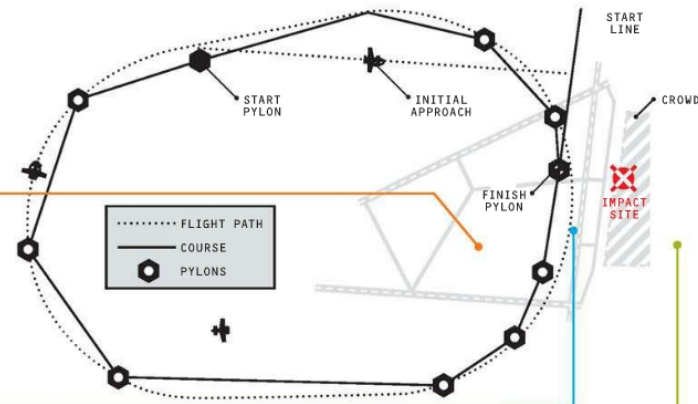 START
LINE
CROWD
START
PYLON
INITIAL
APPROACH
FINISH
PYLON
IMPACT
SITE
FLIGHT PATH
COURSE
PYLONS